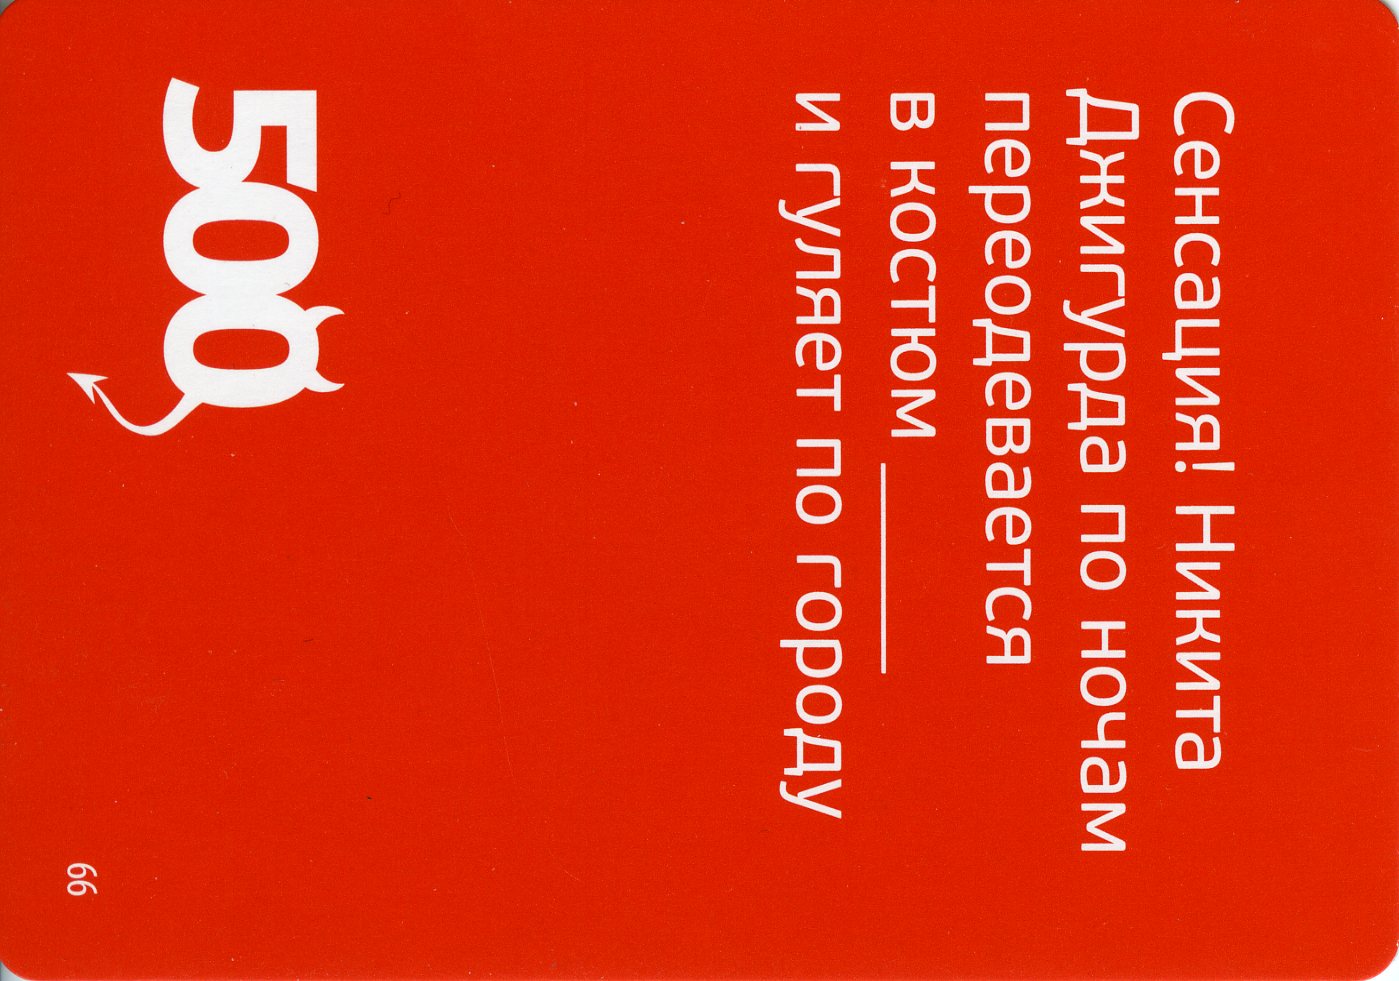 Сенсация! Никита
Джигурда по ночам
переодевается
в костюм ______
и гуляет по городу
500
66